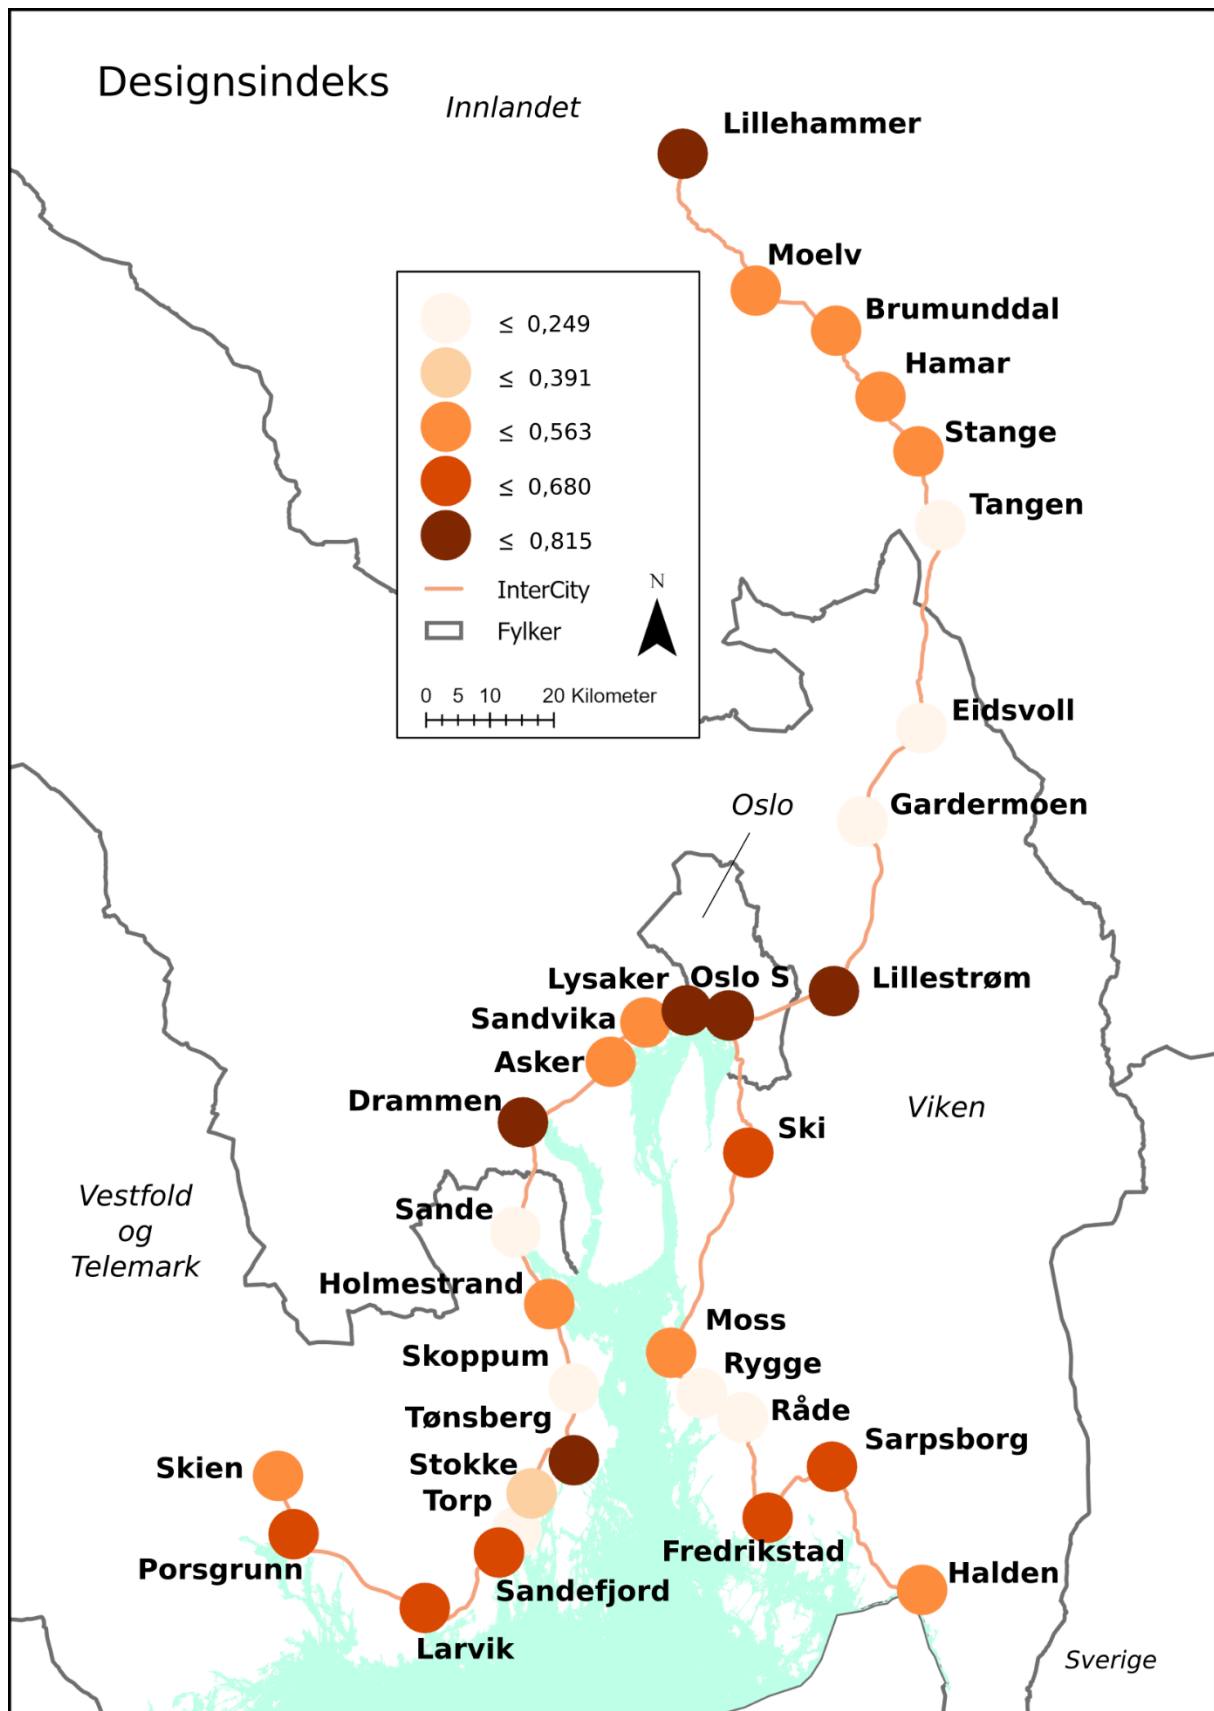 Designsindeks
Innlandet
Lillehammer
Moelv
Brumunddal
Hamar
Stange
Tangen
≤ 0,249
≤ 0,391
≤ 0,563
≤ 0,680
≤ 0,815
InterCity
Fylker
N
0 5 10 20 Kilometer
Eidsvoll
Gardermoen
Oslo
Lysaker
Oslo S
Lillestrøm
Sandvika
Asker
Drammen
Viken
Ski
Vestfold
og
Telemark
Sande
Holmestrand
Moss
Skoppum
Rygge
Tønsberg
Råde
Sarpsborg
Stokke
Skien
Torp
Fredrikstad
Porsgrunn
Halden
Sandefjord
Larvik
Sverige